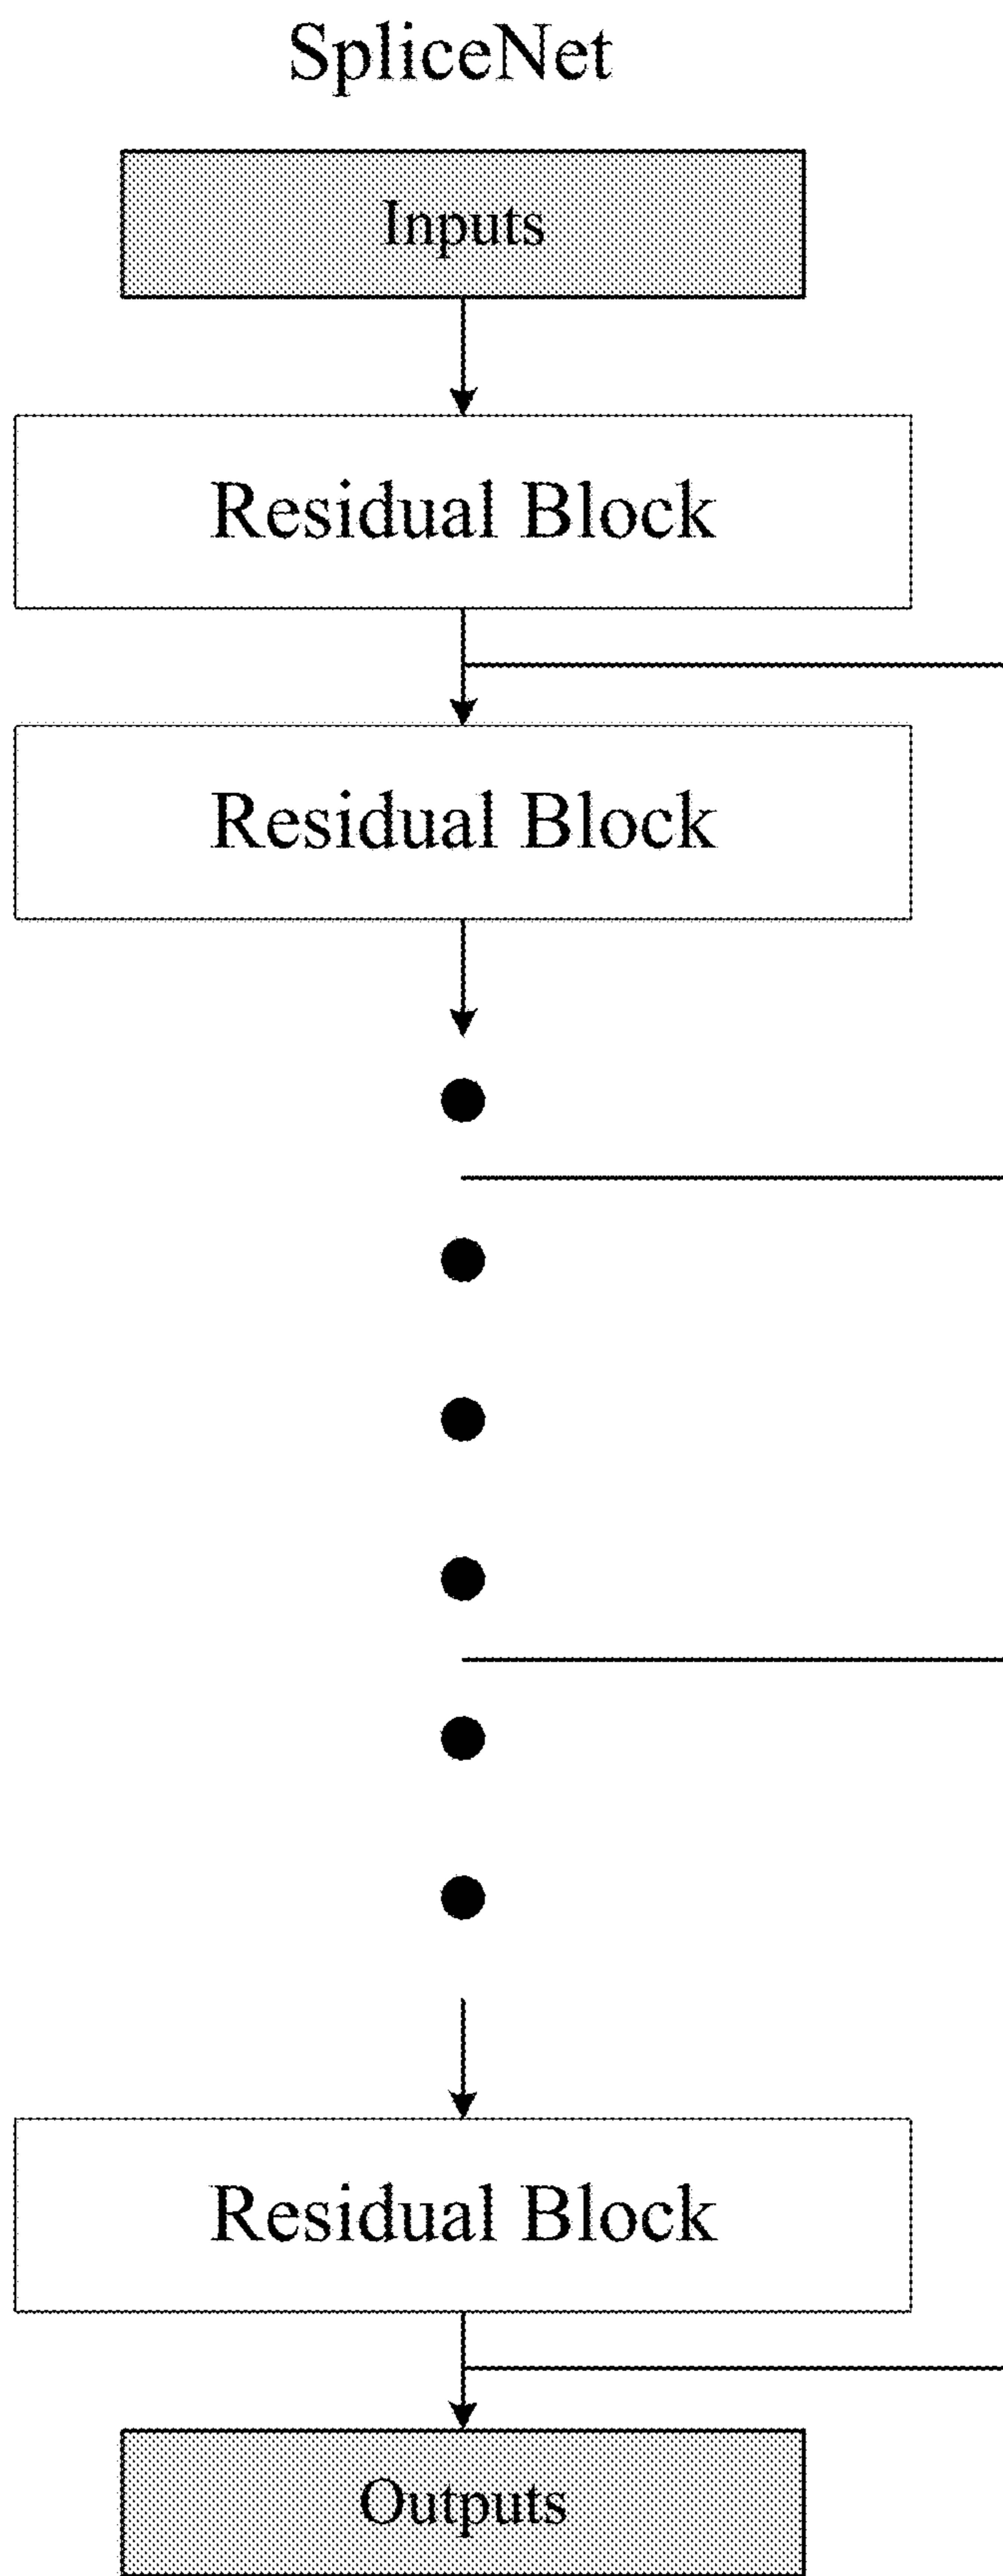 SpliceNet
Inputs
Residual Block
Residual Block
Residual Block
Outputs